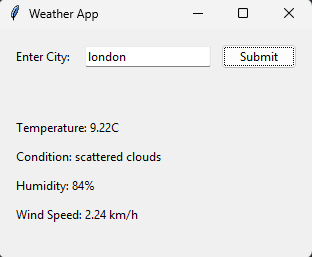 Weather App
Enter City: london Submit
Temperature: 9.22C
Condition: scattered clouds
Humidity: 84%
Wind Speed: 2.24 km/h